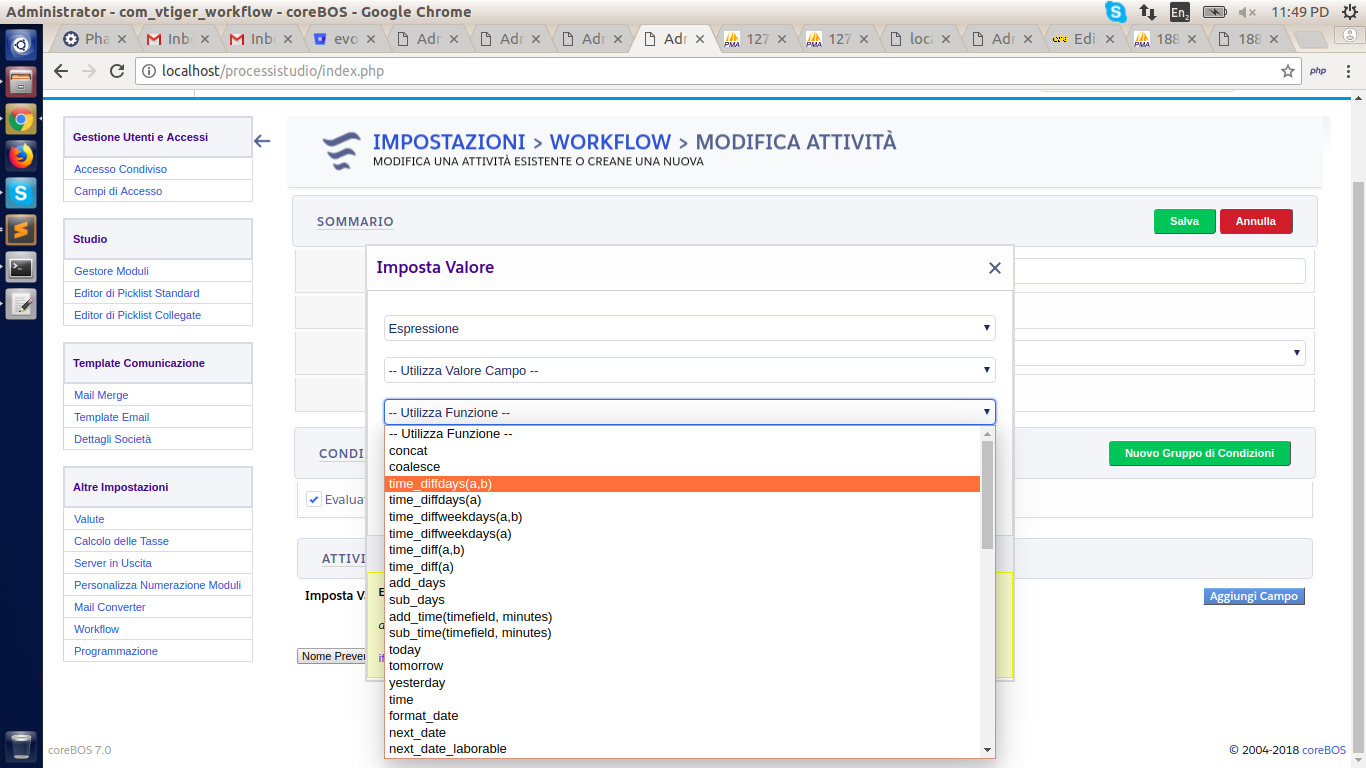 Administrator - com_vtiger_workflow - coreBOS - Google Chrome
En2
11:49 PD
Pha
Inb
Inb
evo
Adr
Adr
Adr
Adr
127
127
loca
Adr
Edi
188
188
localhost/processistudio/index.php
php
Gestione Utenti e Accessi
Accesso Condiviso
Campi di Accesso
Studio
Gestore Moduli
Editor di Picklist Standard
Editor di Picklist Collegate
Template Comunicazione
Mail Merge
Template Email
Dettagli Società
Altre Impostazioni
Valute
Calcolo delle Tasse
Server in Uscita
Personalizza Numerazione Moduli
Mail Converter
Workflow
Programmazione
IMPOSTAZIONI > WORKFLOW > MODIFICA ATTIVITÀ
MODIFICA UNA ATTIVITÀ ESISTENTE O CREANE UNA NUOVA
SOMMARIO
Salva
Annulla
Imposta Valore
Espressione
-- Utilizza Valore Campo --
-- Utilizza Funzione --
-- Utilizza Funzione --
concat
coalesce
time_diffdays(a,b)
time_diffdays(a)
time_diffweekdays(a,b)
time_diffweekdays(a)
time_diff(a,b)
time_diff(a)
add_days
sub_days
add_time(timefield, minutes)
sub_time(timefield, minutes)
today
tomorrow
yesterday
time
format_date
next_date
next_date_laborable
CONDI
Nuovo Gruppo di Condizioni
Evaluat
ATTIVI
Imposta V
Aggiungi Campo
Nome Preven
if
coreBOS 7.0
© 2004-2018 coreBOS